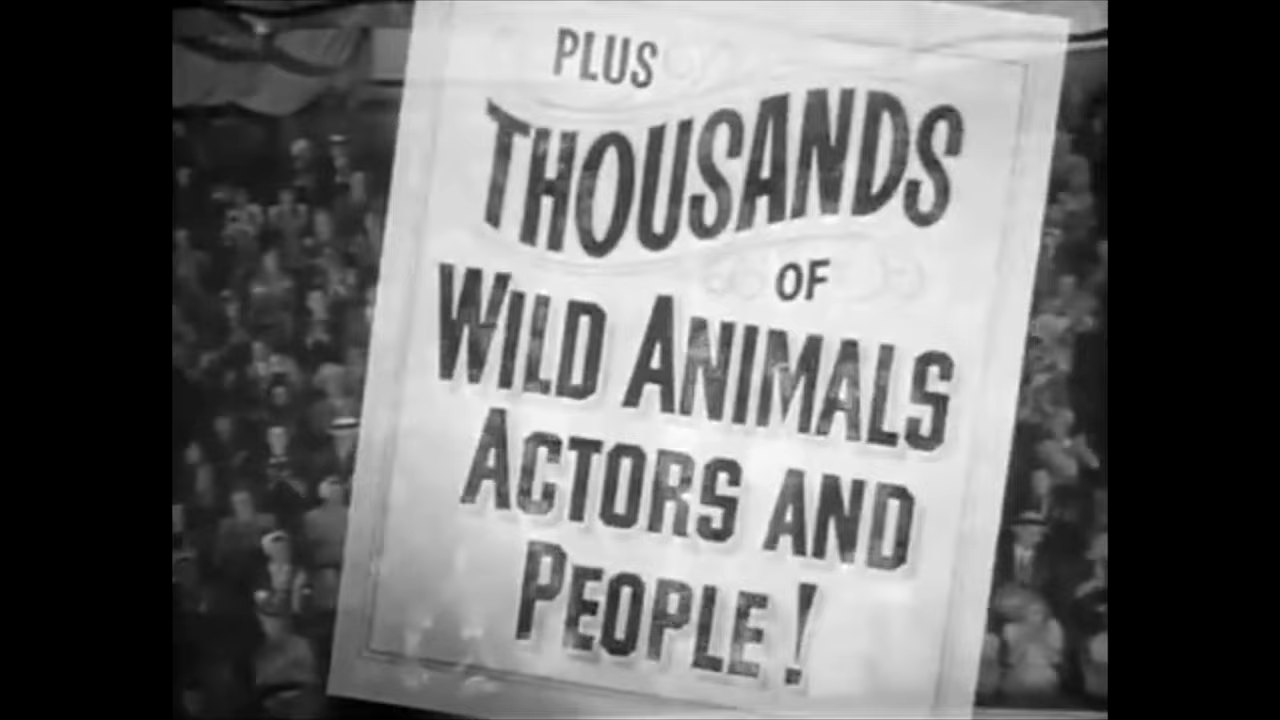 PLUS
THOUSANDS
OF
WILD ANIMALS
ACTORS AND
PEOPLE!